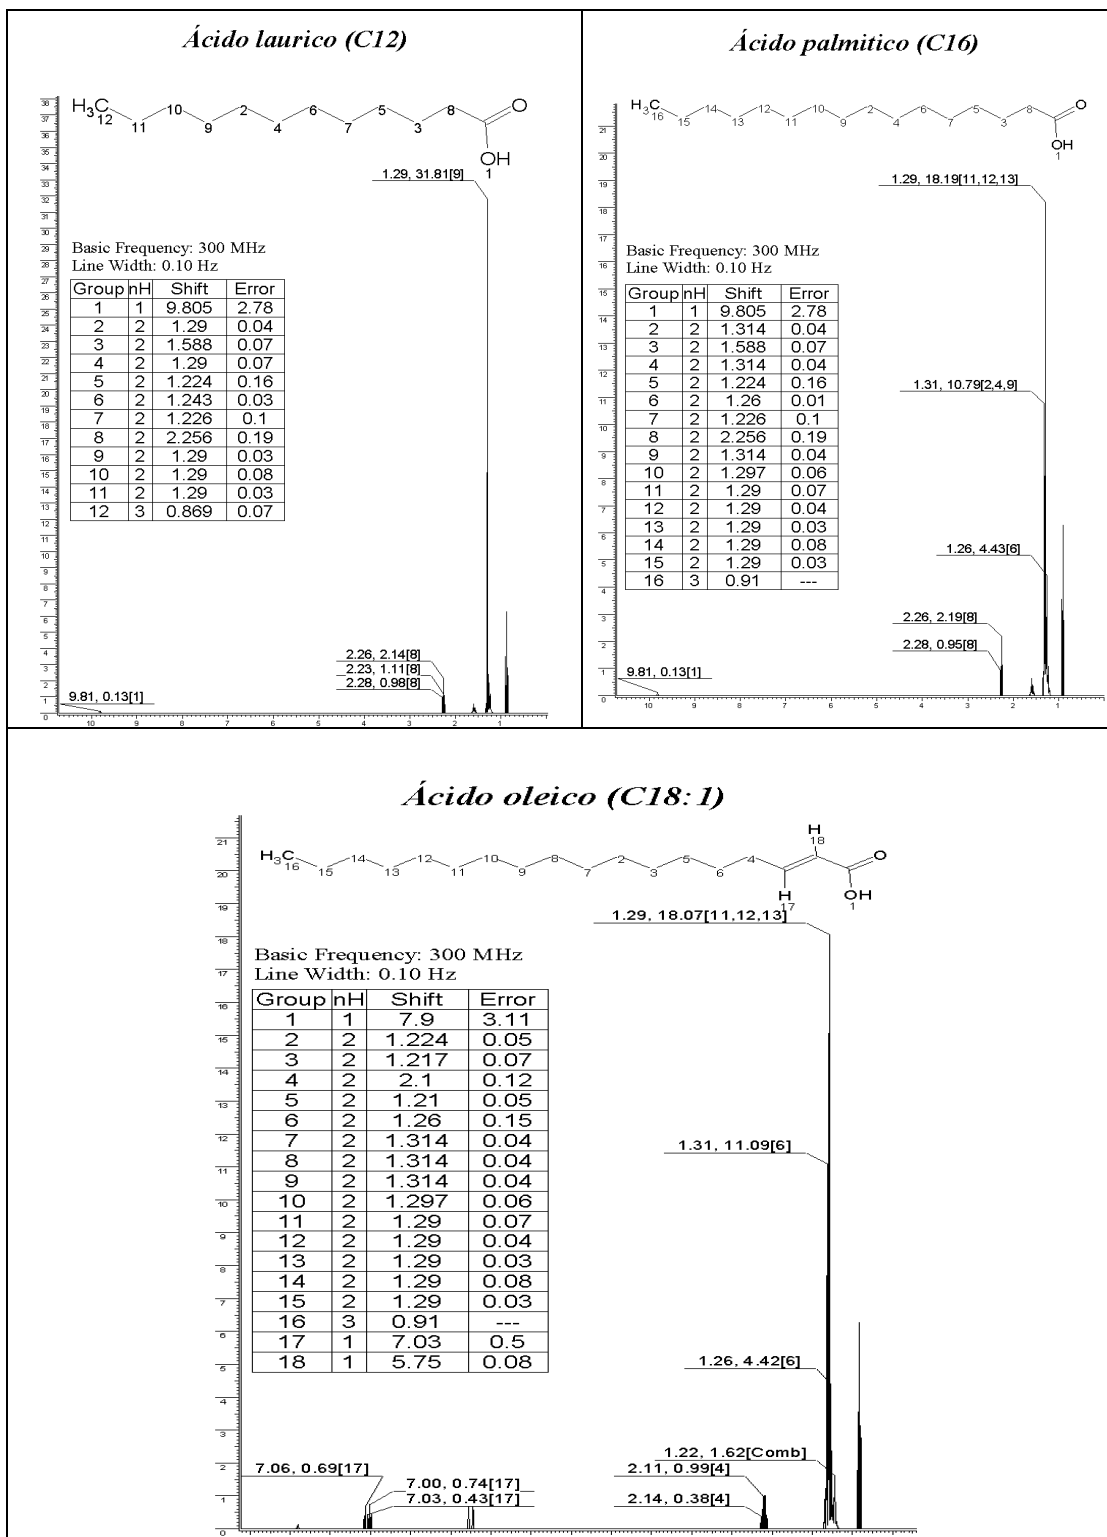 Ácido laurico (C12)
H₃C 12 11 10 9 2 4 6 7 5 3 8 O
OH
1
1.29, 31.81[9]
Basic Frequency: 300 MHz
Line Width: 0.10 Hz
Group nH Shift Error
1 1 9.805 2.78
2 2 1.29 0.04
3 2 1.588 0.07
4 2 1.29 0.07
5 2 1.224 0.16
6 2 1.243 0.03
7 2 1.226 0.1
8 2 2.256 0.19
9 2 1.29 0.03
10 2 1.29 0.08
11 2 1.29 0.03
12 3 0.869 0.07
2.26, 2.14[8]
2.23, 1.11[8]
2.28, 0.98[8]
9.81, 0.13[1]
10 9 8 7 6 5 4 3 2 1
Ácido palmitico (C16)
H₃C 16 15 14 13 12 11 10 9 2 4 6 7 5 3 8 O
OH
1
1.29, 18.19[11,12,13]
Basic Frequency: 300 MHz
Line Width: 0.10 Hz
Group nH Shift Error
1 1 9.805 2.78
2 2 1.314 0.04
3 2 1.588 0.07
4 2 1.314 0.04
5 2 1.224 0.16
6 2 1.26 0.01
7 2 1.226 0.1
8 2 2.256 0.19
9 2 1.314 0.04
10 2 1.297 0.06
11 2 1.29 0.07
12 2 1.29 0.04
13 2 1.29 0.03
14 2 1.29 0.08
15 2 1.29 0.03
16 3 0.91 ---
1.31, 10.79[2,4,9]
1.26, 4.43[6]
2.26, 2.19[8]
2.28, 0.95[8]
9.81, 0.13[1]
10 9 8 7 6 5 4 3 2 1
Ácido oleico (C18:1)
H₃C 16 15 14 13 12 11 10 9 8 7 2 3 5 6 4 H 17 H 18 O
OH
1
1.29, 18.07[11,12,13]
Basic Frequency: 300 MHz
Line Width: 0.10 Hz
Group nH Shift Error
1 1 7.9 3.11
2 2 1.224 0.05
3 2 1.217 0.07
4 2 2.1 0.12
5 2 1.21 0.05
6 2 1.26 0.15
7 2 1.314 0.04
8 2 1.314 0.04
9 2 1.314 0.04
10 2 1.297 0.06
11 2 1.29 0.07
12 2 1.29 0.04
13 2 1.29 0.03
14 2 1.29 0.08
15 2 1.29 0.03
16 3 0.91 ---
17 1 7.03 0.5
18 1 5.75 0.08
1.31, 11.09[6]
1.26, 4.42[6]
1.22, 1.62[Comb]
7.06, 0.69[17]
7.00, 0.74[17]
7.03, 0.43[17]
2.11, 0.99[4]
2.14, 0.38[4]